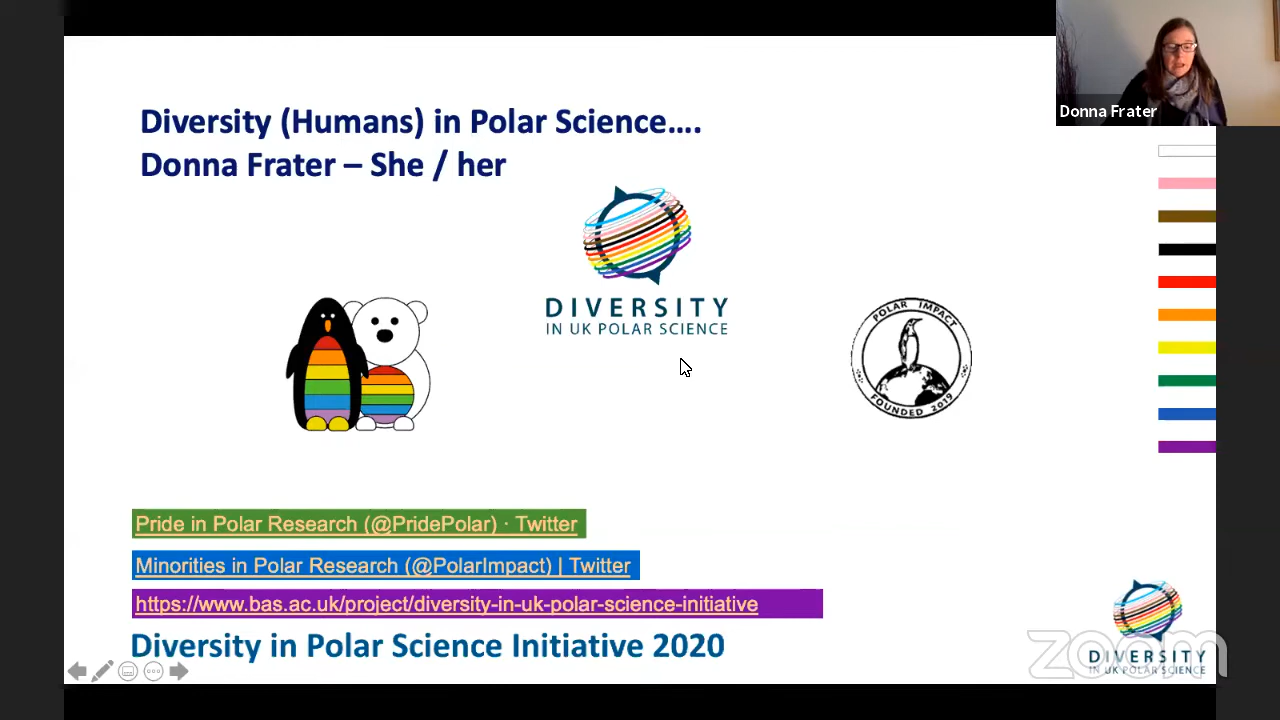 Diversity (Humans) in Polar Science....
Donna Frater – She / her
Donna Frater
DIVERSITY
IN UK POLAR SCIENCE
POLAR IMPACT
FOUNDED 2019
Pride in Polar Research (@PridePolar) · Twitter
Minorities in Polar Research (@PolarImpact) | Twitter
https://www.bas.ac.uk/project/diversity-in-uk-polar-science-initiative
Diversity in Polar Science Initiative 2020
zoom
DIVERSITY
IN UK POLAR SCIENCE